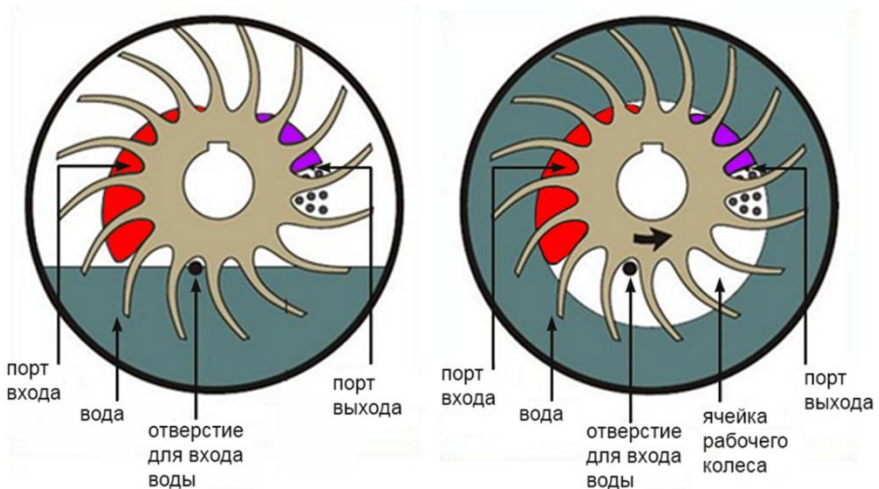 порт
входа
вода
отверстие
для входа
воды
порт
выхода
порт
входа
вода
отверстие
для входа
воды
ячейка
рабочего
колеса
порт
выхода